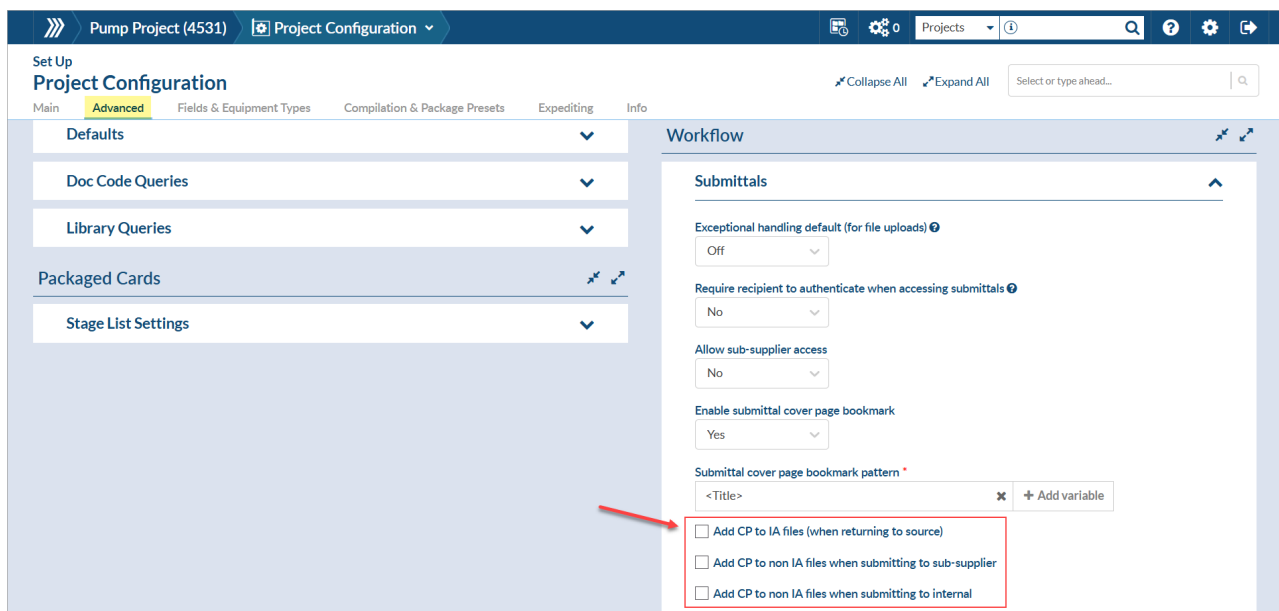 Pump Project (4531)
Project Configuration
0
Projects
Set Up
Project Configuration
Collapse All
Expand All
Select or type ahead...
Main
Advanced
Fields & Equipment Types
Compilation & Package Presets
Expediting
Info
Defaults
Doc Code Queries
Library Queries
Packaged Cards
Stage List Settings
Workflow
Submittals
Exceptional handling default (for file uploads)
Off
Require recipient to authenticate when accessing submittals
No
Allow sub-supplier access
No
Enable submittal cover page bookmark
Yes
Submittal cover page bookmark pattern *
<Title>
+ Add variable
Add CP to IA files (when returning to source)
Add CP to non IA files when submitting to sub-supplier
Add CP to non IA files when submitting to internal